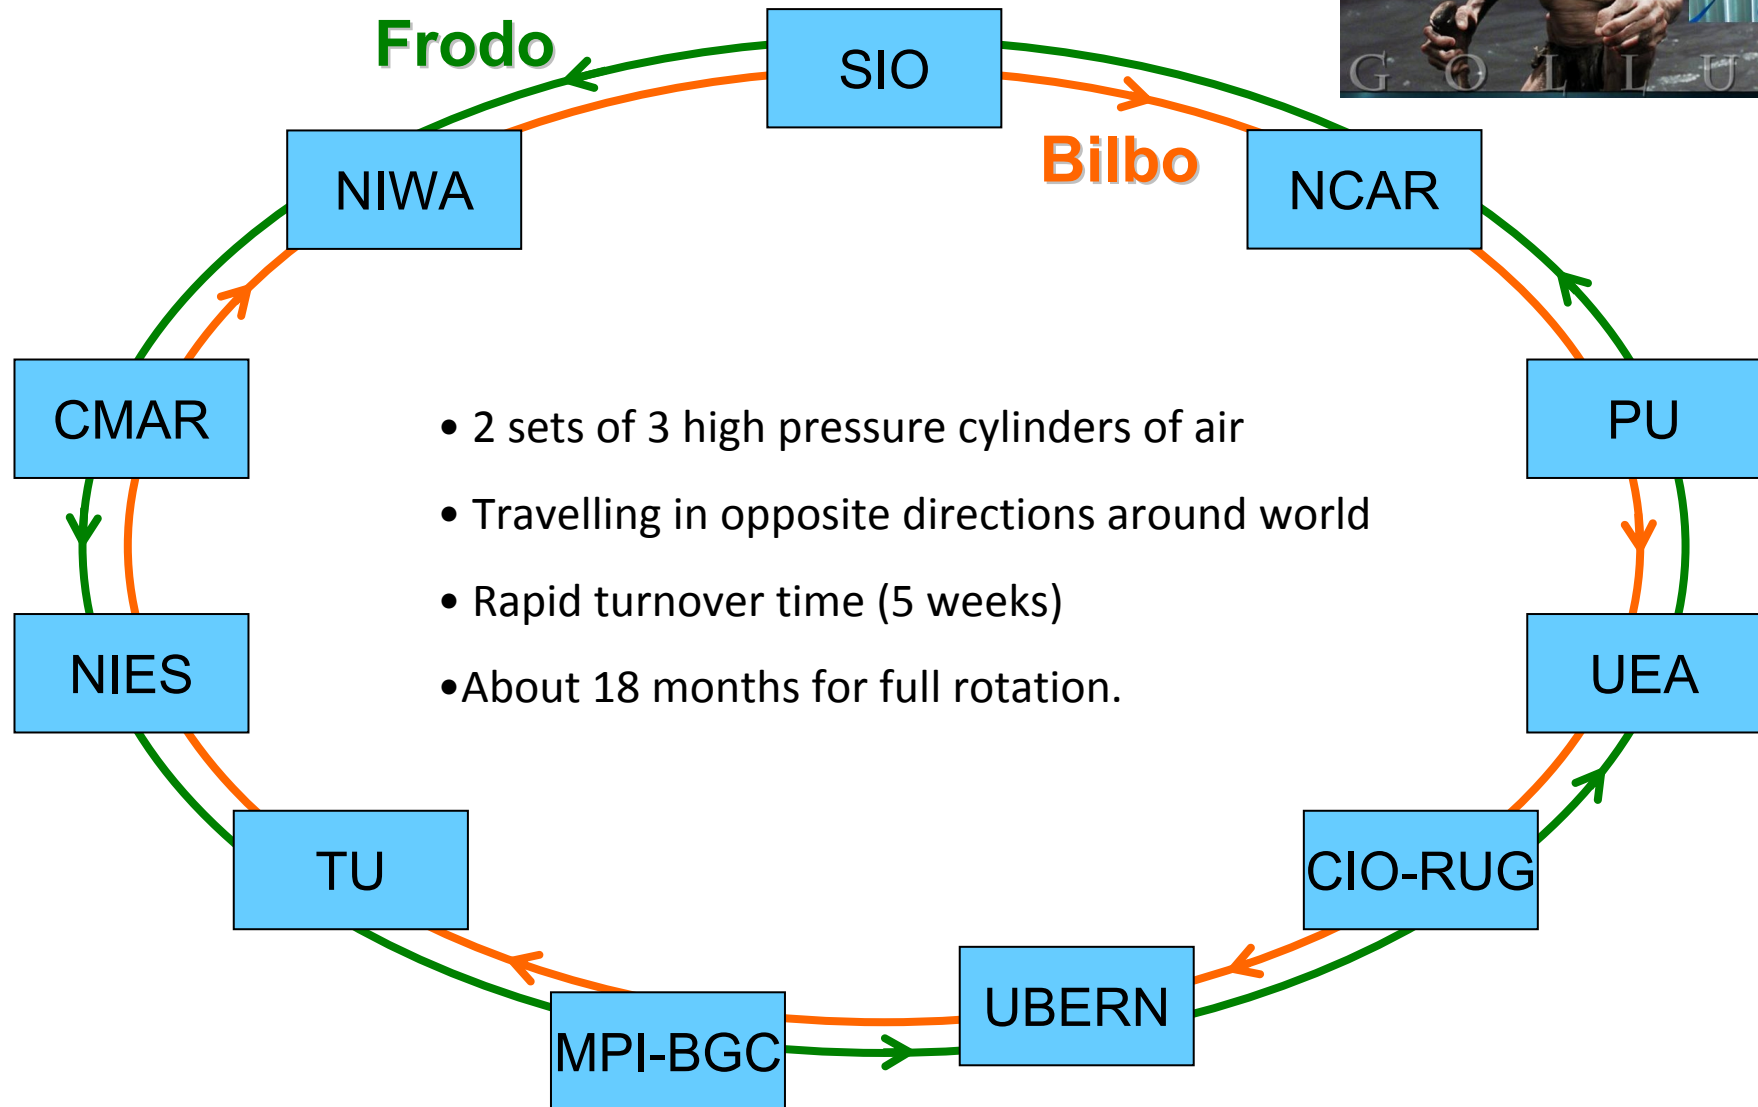 G O L L U
Frodo
SIO
Bilbo
NIWA
NCAR
CMAR
PU
• 2 sets of 3 high pressure cylinders of air
• Travelling in opposite directions around world
• Rapid turnover time (5 weeks)
•About 18 months for full rotation.
NIES
UEA
TU
CIO-RUG
UBERN
MPI-BGC